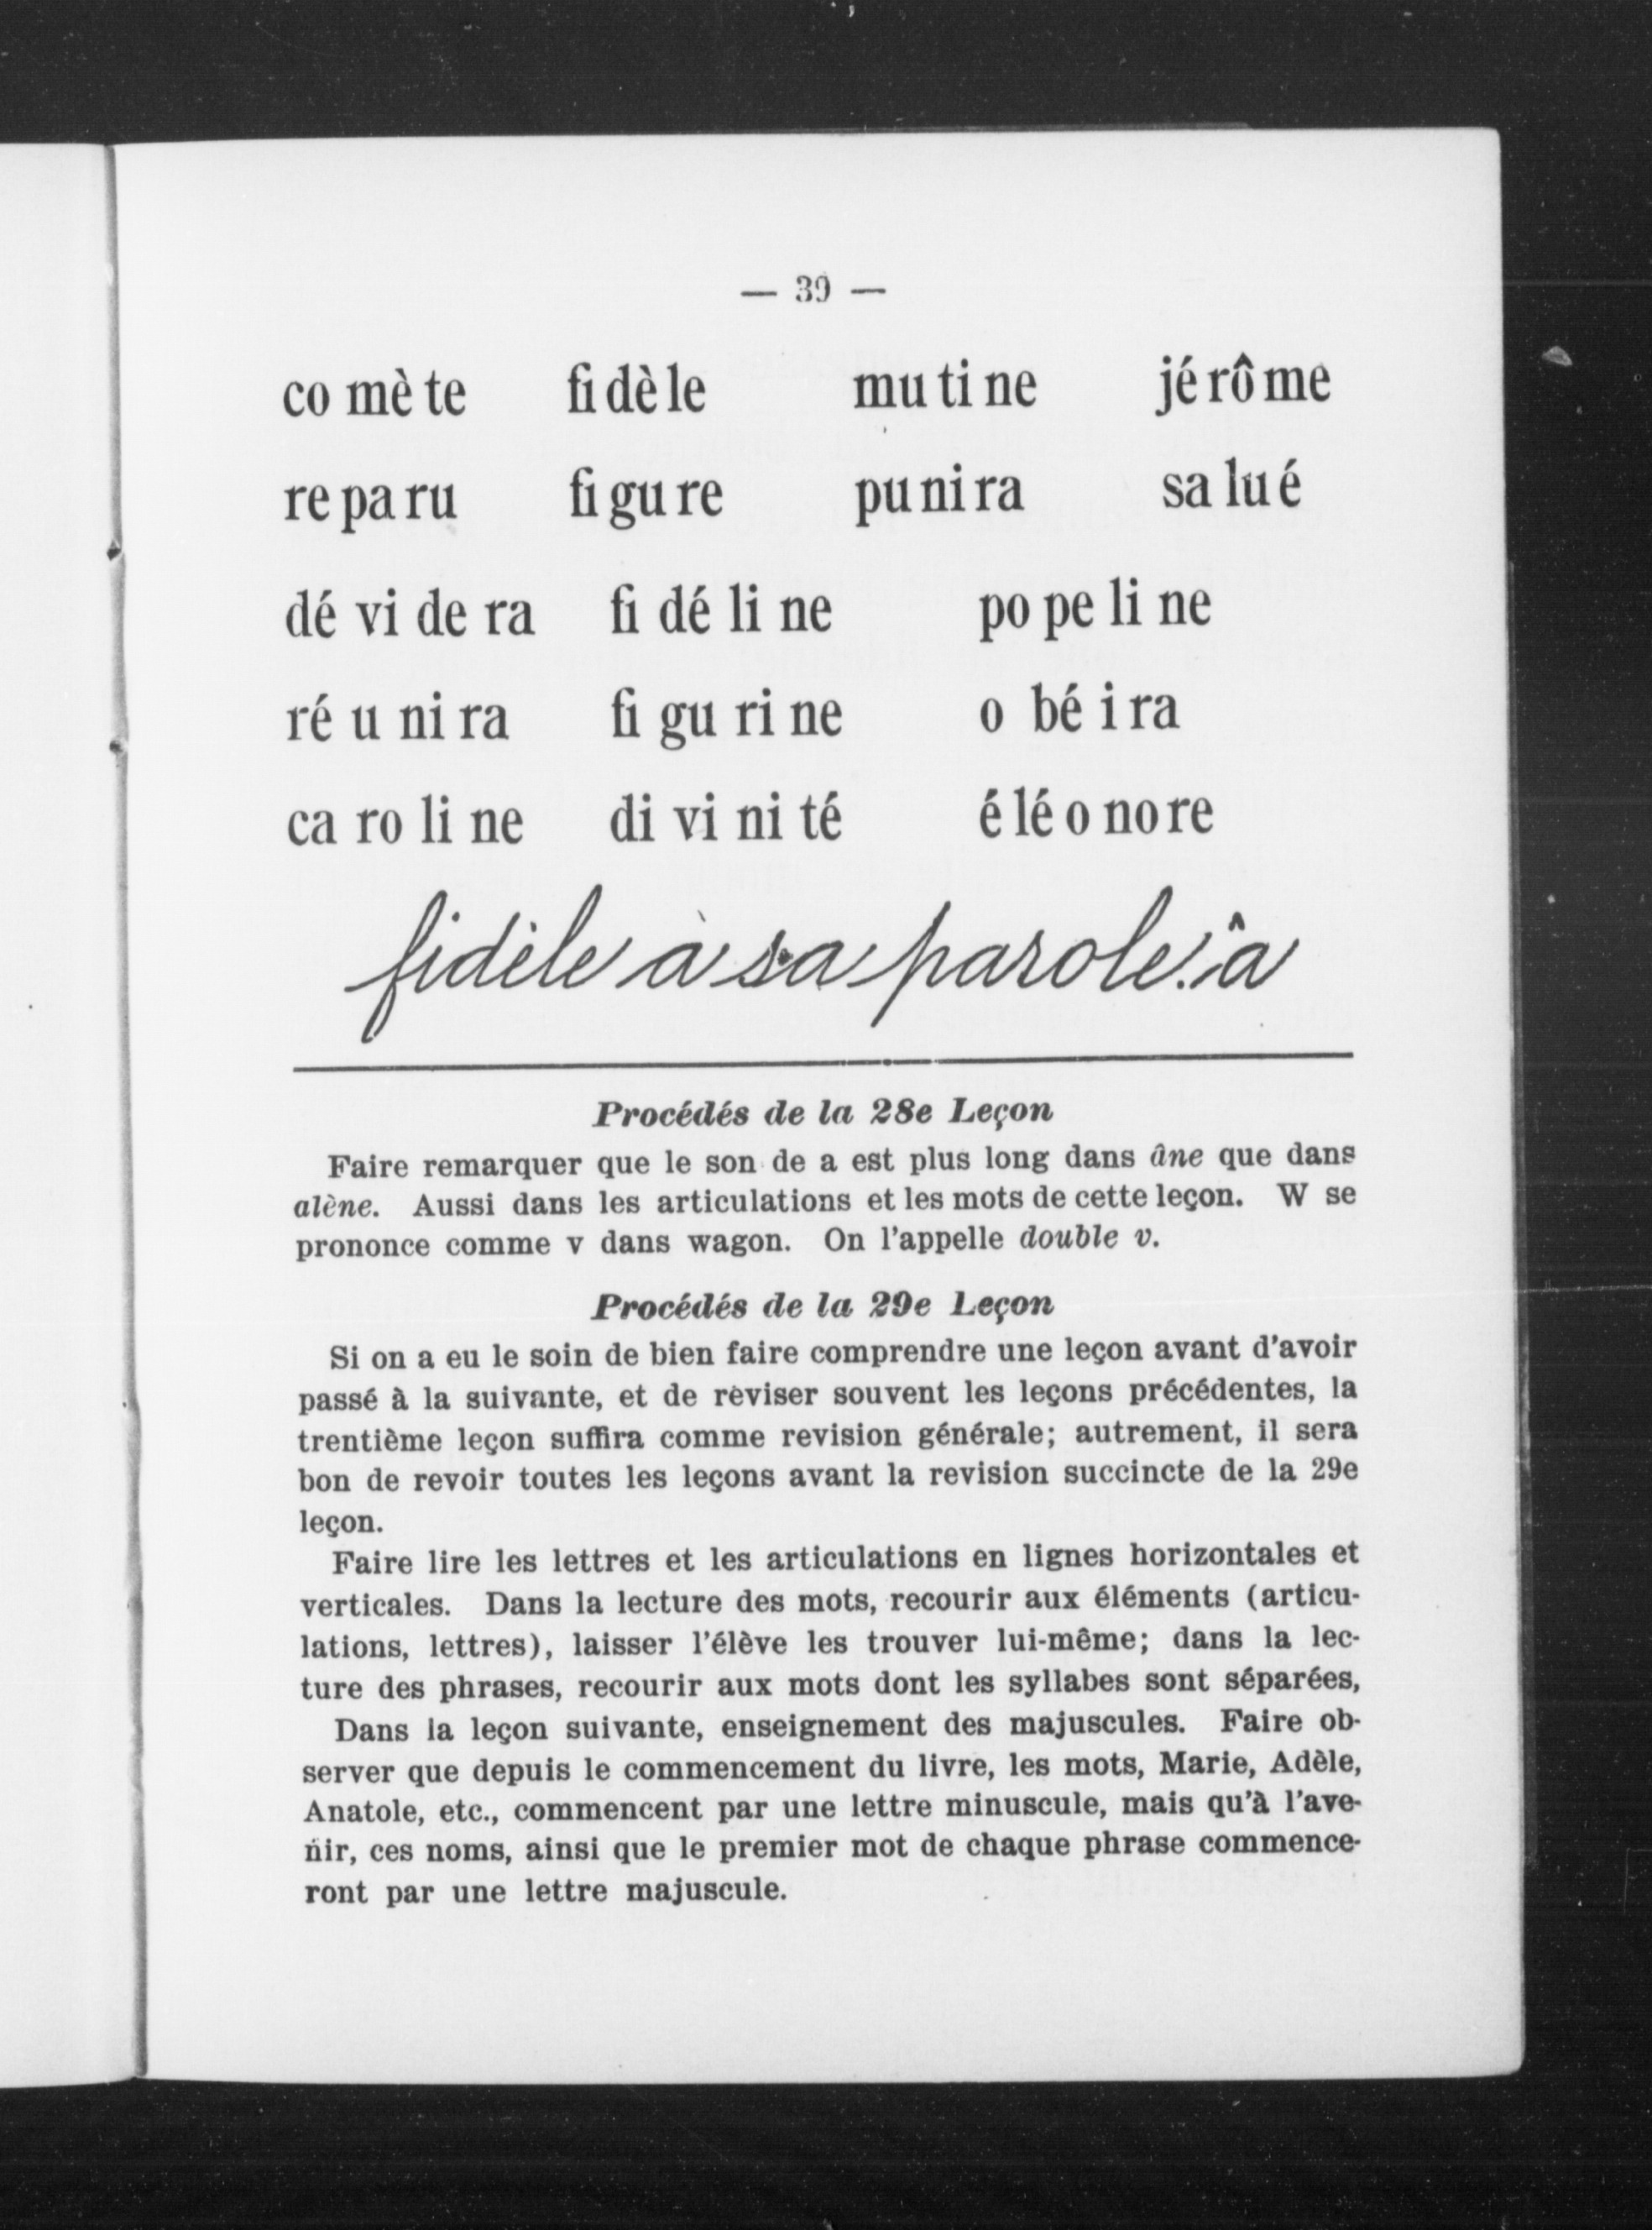 — 39 —
co mè te fi dè le mu ti ne jé rô me
re pa ru fi gu re pu ni ra sa lu é
dé vi de ra fi dé li ne po pe li ne
ré u ni ra fi gu ri ne o bé i ra
ca ro li ne di vi ni té é lé o no re
fidèle à sa parole. â
Procédés de la 28e Leçon
Faire remarquer que le son de a est plus long dans âne que dans
alène. Aussi dans les articulations et les mots de cette leçon. W se
prononce comme v dans wagon. On l'appelle double v.
Procédés de la 29e Leçon
Si on a eu le soin de bien faire comprendre une leçon avant d'avoir
passé à la suivante, et de reviser souvent les leçons précédentes, la
trentième leçon suffira comme revision générale; autrement, il sera
bon de revoir toutes les leçons avant la revision succincte de la 29e
leçon.
Faire lire les lettres et les articulations en lignes horizontales et
verticales. Dans la lecture des mots, recourir aux éléments (articu-
lations, lettres), laisser l'élève les trouver lui-même; dans la lec-
ture des phrases, recourir aux mots dont les syllabes sont séparées,
Dans la leçon suivante, enseignement des majuscules. Faire ob-
server que depuis le commencement du livre, les mots, Marie, Adèle,
Anatole, etc., commencent par une lettre minuscule, mais qu'à l'ave-
nir, ces noms, ainsi que le premier mot de chaque phrase commence-
ront par une lettre majuscule.